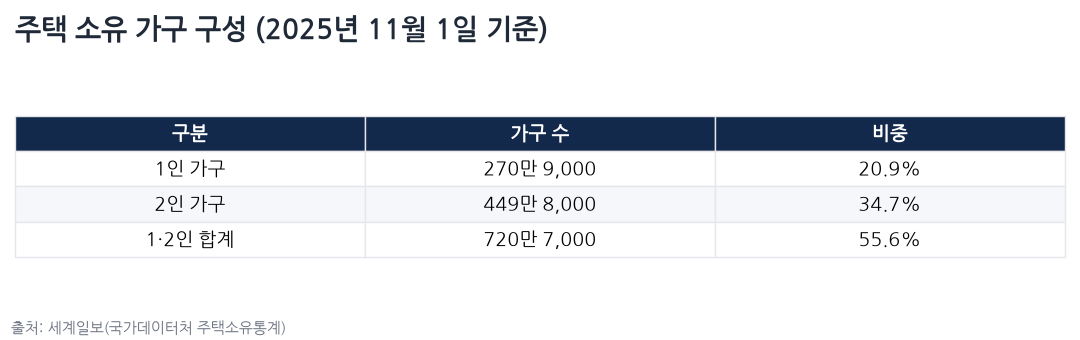 주택 소유 가구 구성 (2025년 11월 1일 기준)
구분 가구 수 비중
1인 가구 270만 9,000 20.9%
2인 가구 449만 8,000 34.7%
1·2인 합계 720만 7,000 55.6%
출처: 세계일보(국가데이터처 주택소유통계)